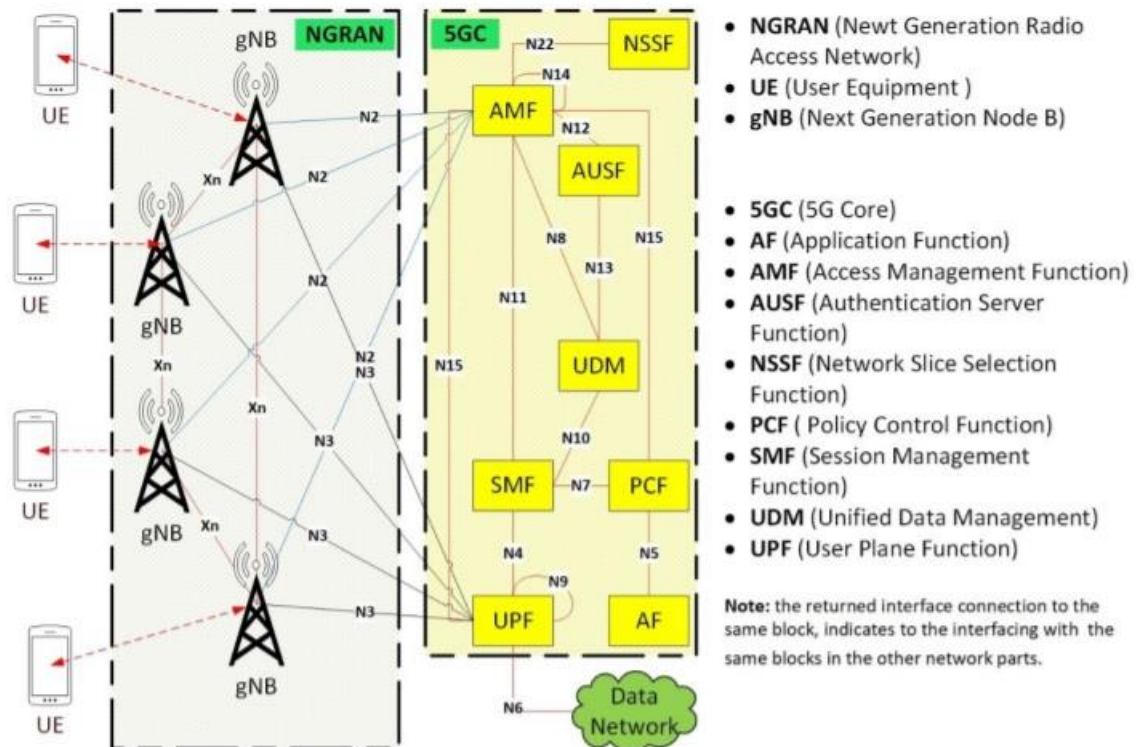 gNB
NGRAN
5GC
NSSF
N22
N14
AMF
N2
N12
UE
AUSF
Xn
N2
N8
N13
N15
N2
N11
UE
gNB
Xn
N2
N3
N15
UDM
Xn
N10
N3
SMF
N7
PCF
UE
gNB
Xn
N3
N4
N5
N9
N3
UPF
AF
gNB
UE
N6
Data
Network
• NGRAN (Newt Generation Radio
Access Network)
• UE (User Equipment )
• gNB (Next Generation Node B)
• 5GC (5G Core)
• AF (Application Function)
• AMF (Access Management Function)
• AUSF (Authentication Server
Function)
• NSSF (Network Slice Selection
Function)
• PCF ( Policy Control Function)
• SMF (Session Management
Function)
• UDM (Unified Data Management)
• UPF (User Plane Function)
Note: the returned interface connection to the
same block, indicates to the interfacing with the
same blocks in the other network parts.